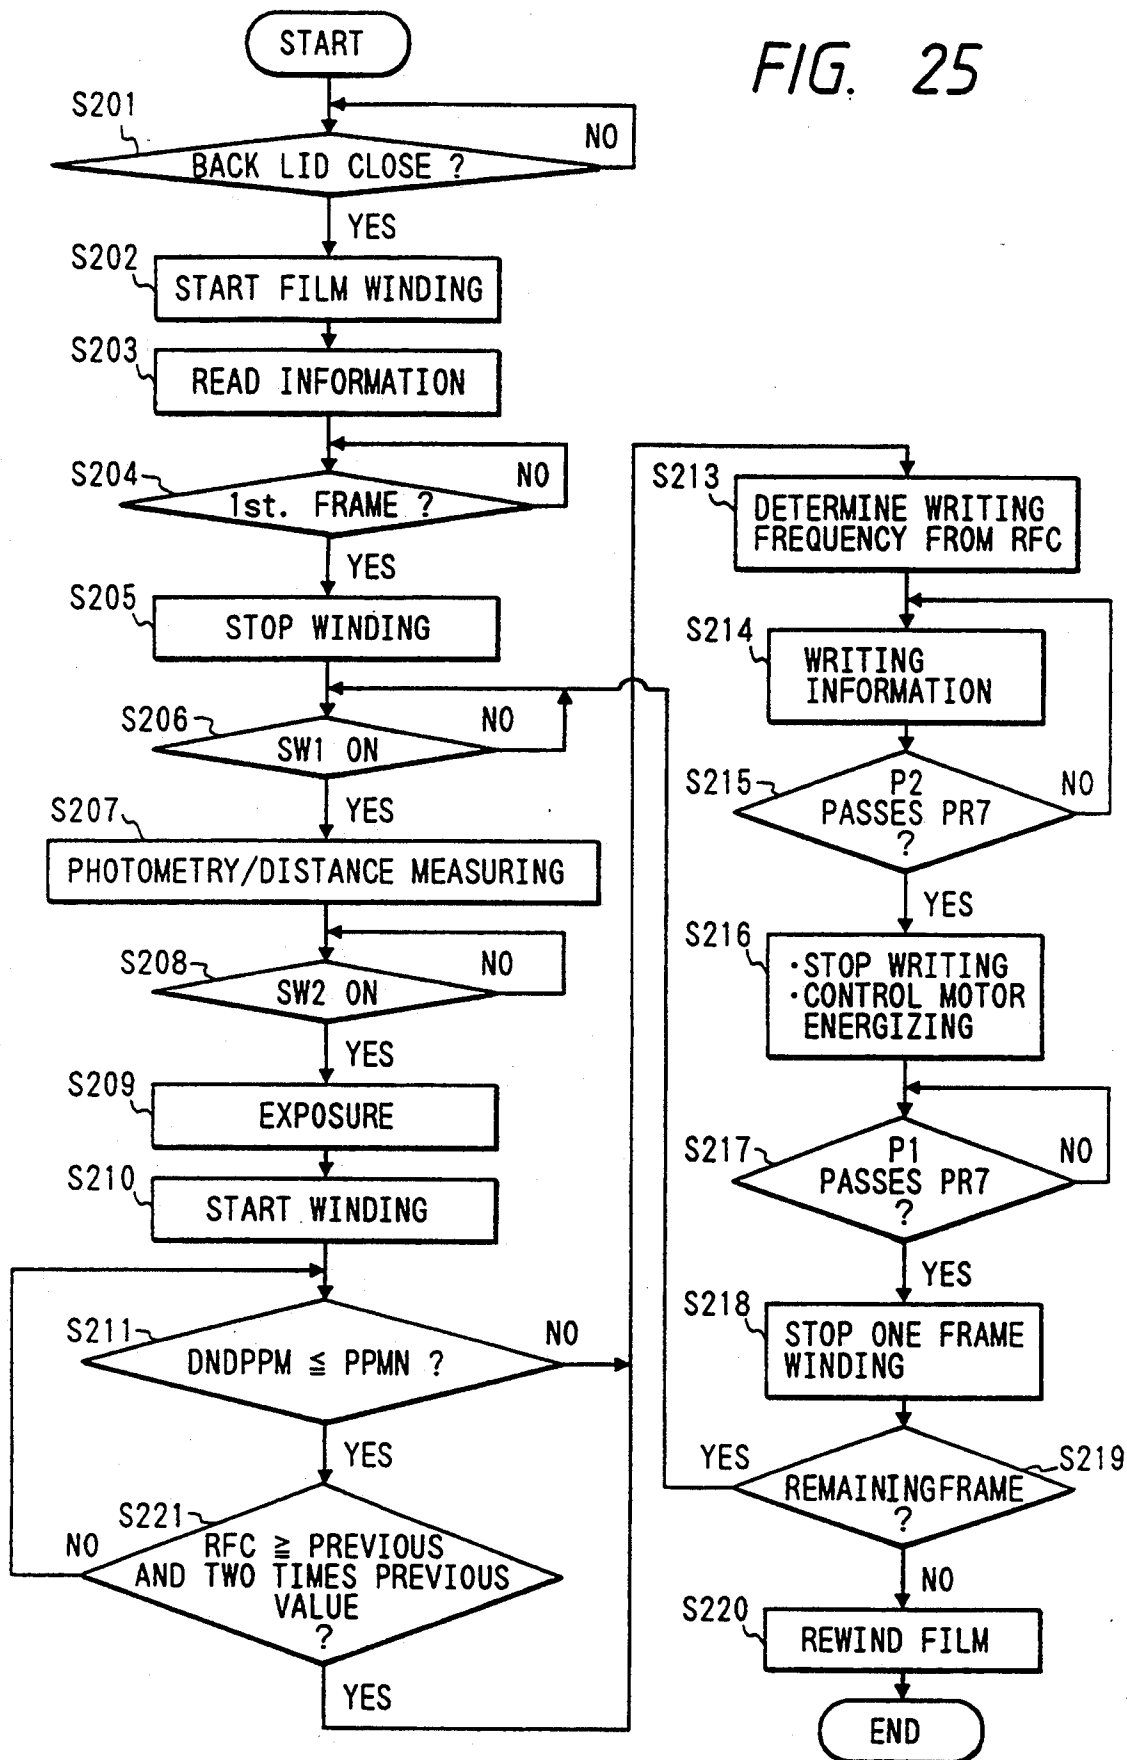 FIG. 25
START
S201
BACK LID CLOSE ?
NO
YES
S202
START FILM WINDING
S203
READ INFORMATION
S204
1st. FRAME ?
NO
YES
S205
STOP WINDING
S206
SW1 ON
NO
YES
S207
PHOTOMETRY/DISTANCE MEASURING
S208
SW2 ON
NO
YES
S209
EXPOSURE
S210
START WINDING
S211
DNDPPM ≦ PPMN ?
NO
YES
S221
RFC ≧ PREVIOUS
AND TWO TIMES PREVIOUS
VALUE
?
NO
YES
S213
DETERMINE WRITING
FREQUENCY FROM RFC
S214
WRITING
INFORMATION
S215
P2
PASSES PR7
?
NO
YES
S216
·STOP WRITING
·CONTROL MOTOR
ENERGIZING
S217
P1
PASSES PR7
?
NO
YES
S218
STOP ONE FRAME
WINDING
S219
REMAININGFRAME
?
YES
NO
S220
REWIND FILM
END